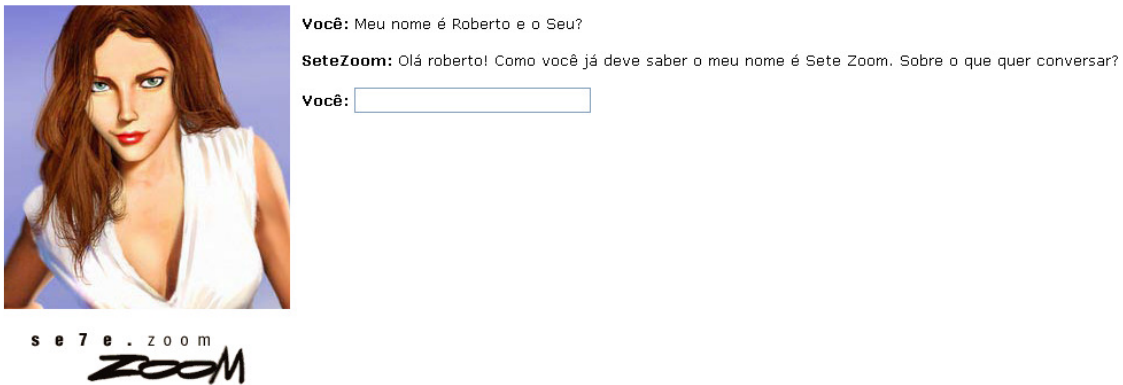 Você: Meu nome é Roberto e o Seu?
SeteZoom: Olá roberto! Como você já deve saber o meu nome é Sete Zoom. Sobre o que quer conversar?
Você:
se7e.zoom
ZOOM